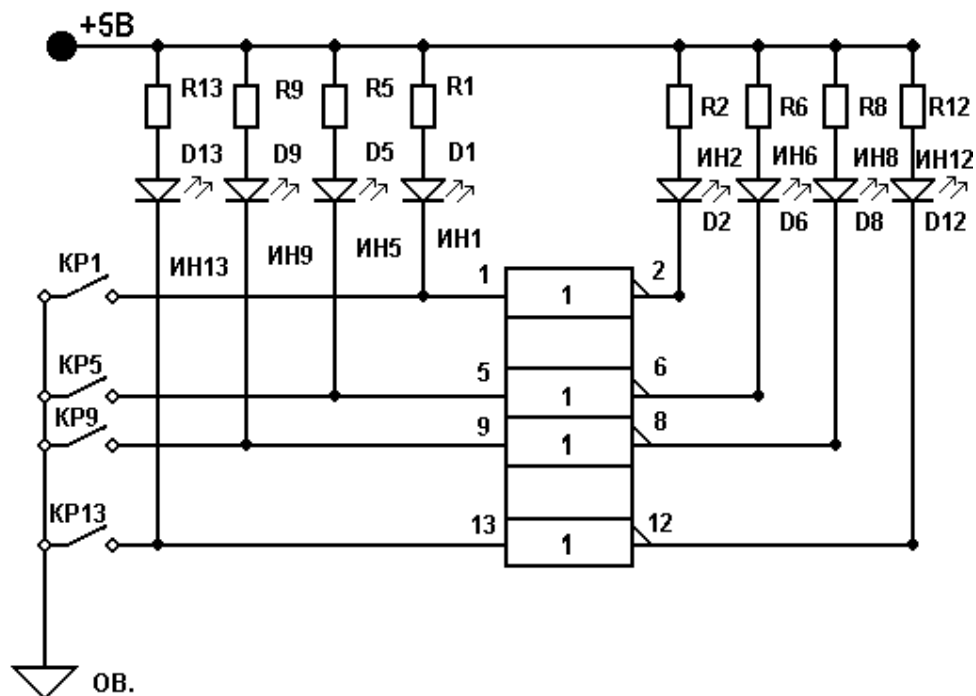 +5В
R13 R9 R5 R1 R2 R6 R8 R12
D13 D9 D5 D1 ИН2 ИН6 ИН8 ИН12
D2 D6 D8 D12
ИН13 ИН9 ИН5 ИН1
КР1 1 1 2
КР5 5 1 6
КР9 9 1 8
КР13 13 1 12
ОВ.